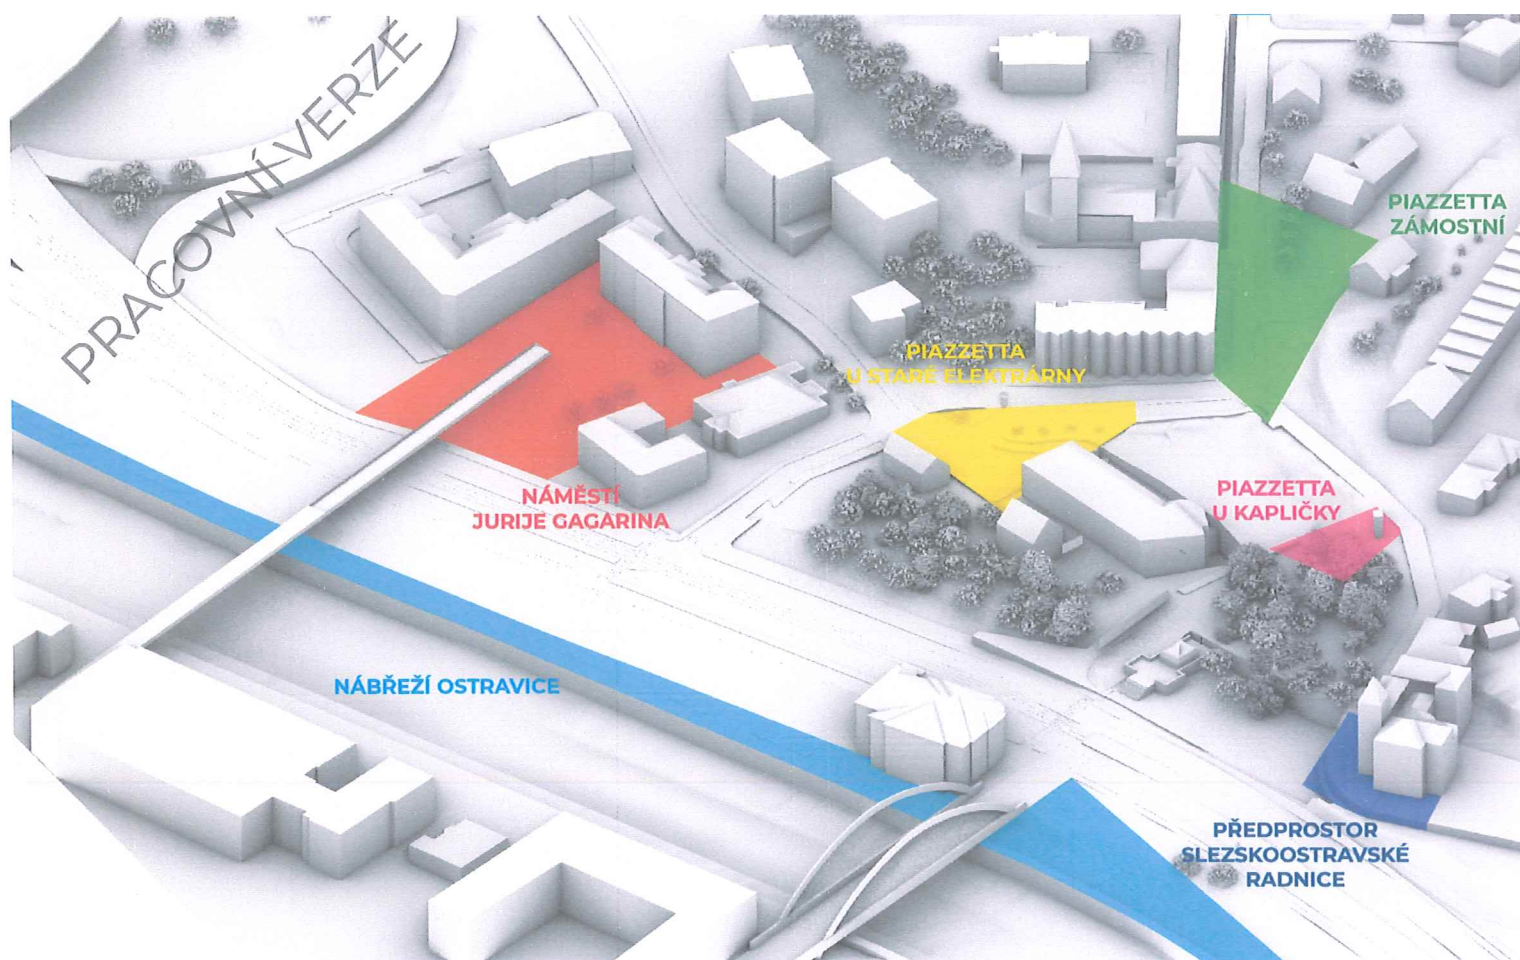 PRACOVNÍ VERZE
PIAZZETTA
ZÁMOSTNÍ
PIAZZETTA
U STARÉ ELEKTRÁRNY
NÁMĚSTÍ
JURIJE GAGARINA
PIAZZETTA
U KAPLIČKY
NÁBŘEŽÍ OSTRAVICE
PŘEDPROSTOR
SLEZSKOOSTRAVSKÉ
RADNICE